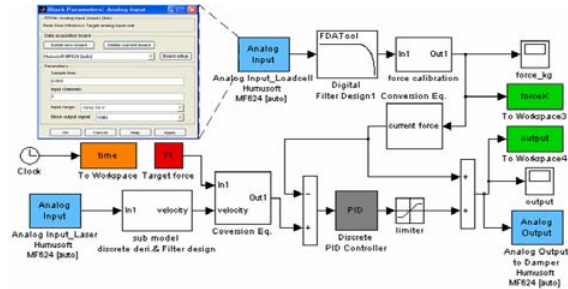 Block Parameters: Analog Input
Data acquisition board
Install new board
Delete current board
Board setup
Parameters
Sample time:
Input channels:
Input range:
Block output signal: Volts
OK
Cancel
Help
Apply
Analog
Input
Analog Input_Loadcell
Humusoft
MF624 [auto]
FDATool
Digital
Filter Design1
In1
Out1
force calibration
Conversion Eq.
force_kg
forceK
To Workspace3
current force
output
To Workspace4
output
Clock
time
To Workspace
Target force
Analog
Input
Analog Input_Laser
Humusoft
MF624 [auto]
In1
velocity
sub model
discrete deri.& Filter design
In1
Out1
velocity
Coversion Eq.
−
+
PID
Discrete
PID Controller
limiter
+
+
Analog
Output
Analog Output
to Damper
Humusoft
MF624 [auto]